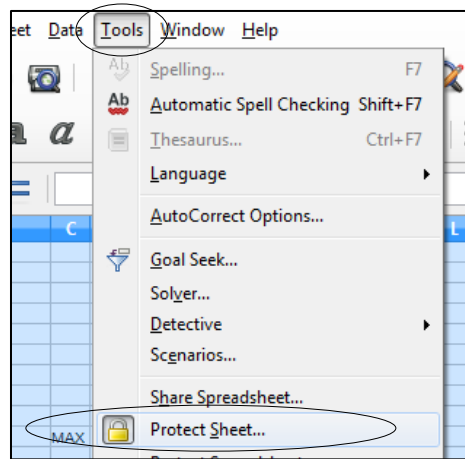 eet Data Tools Window Help
Spelling... F7
Automatic Spell Checking Shift+F7
Thesaurus... Ctrl+F7
Language
AutoCorrect Options...
C
L
Goal Seek...
Solver...
Detective
Scenarios...
Share Spreadsheet...
MAX
Protect Sheet...